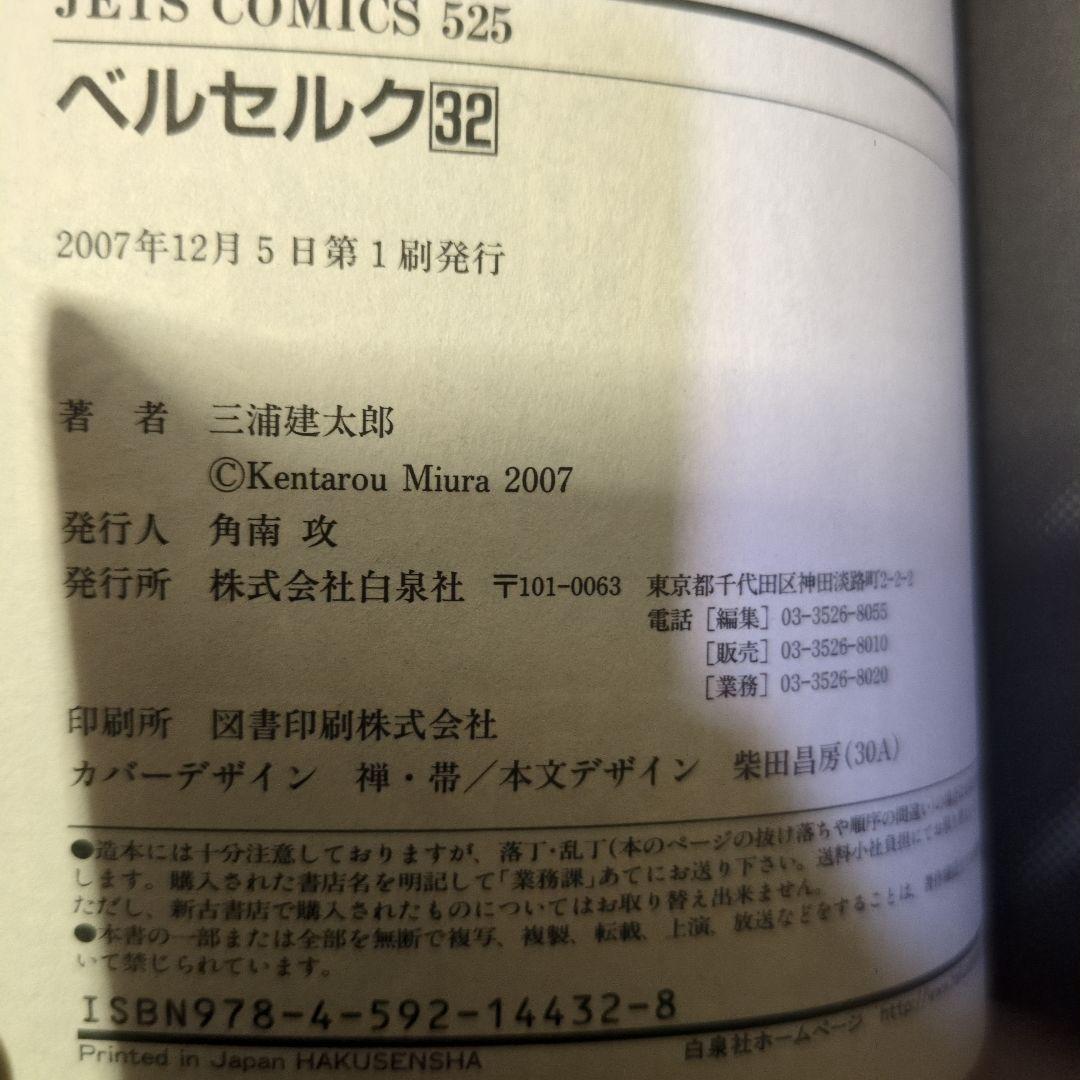 JETS COMICS 525
ベルセルク32
2007年12月5日第1刷発行
著 者 三浦建太郎
©Kentarou Miura 2007
発行人 角南 攻
発行所 株式会社白泉社 〒101-0063 東京都千代田区神田淡路町2-2-2
電話 [編集] 03-3526-8055
[販売] 03-3526-8010
[業務] 03-3526-8020
印刷所 図書印刷株式会社
カバーデザイン 禅・帯/本文デザイン 柴田昌房(30A)
●造本には十分注意しておりますが、落丁・乱丁(本のページの抜け落ちや順序の間違い)の
します。購入された書店名を明記して「業務課」あてにお送り下さい。送料小社負担にてお
ただし、新古書店で購入されたものについてはお取り替え出来ません。
●本書の一部または全部を無断で複写、複製、転載、上演、放送などをすることは、
いて禁じられています。
ISBN978-4-592-14432-8
Printed in Japan HAKUSENSHA 白泉社ホームページ http://www.